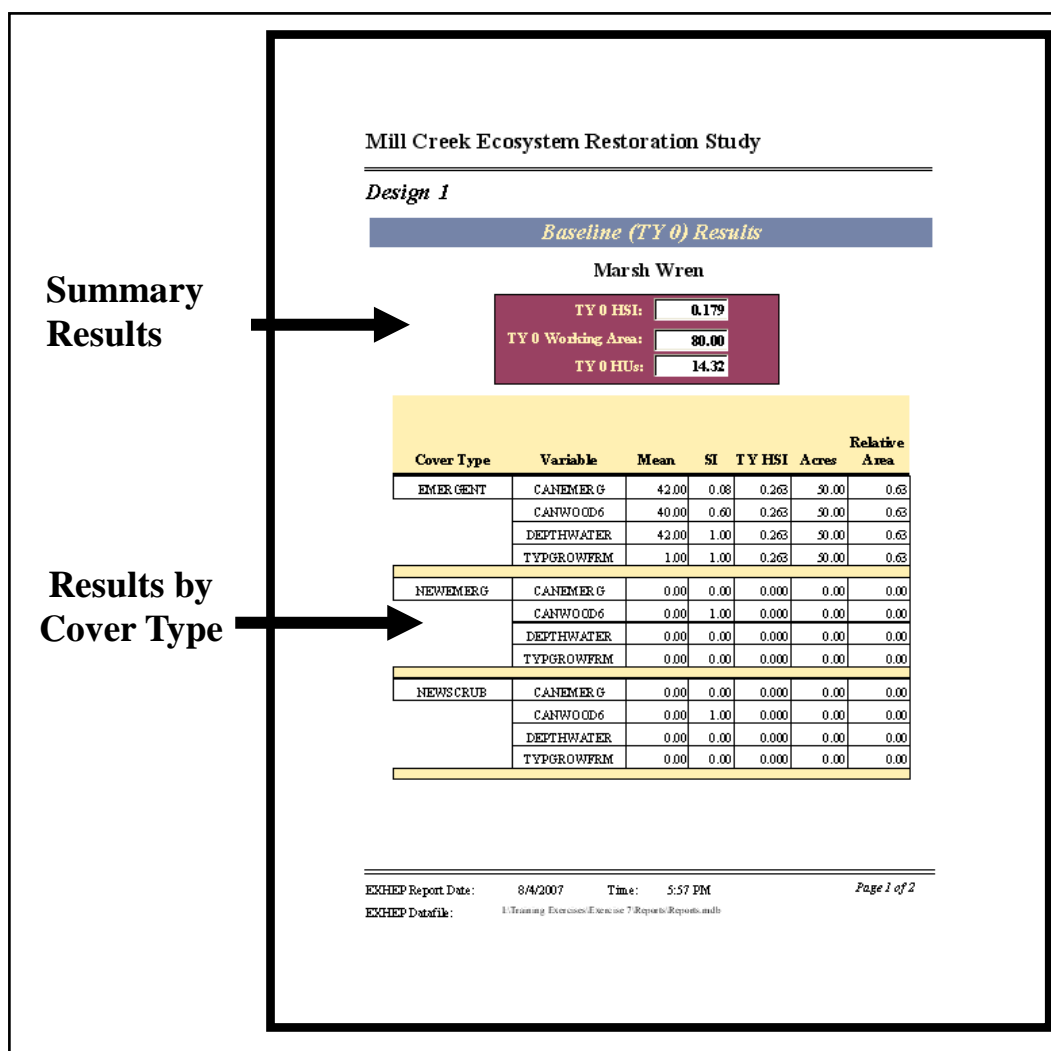 Mill Creek Ecosystem Restoration Study
Design 1
Baseline (TY 0) Results
Marsh Wren
Summary
Results
TY 0 HSI: 0.179
TY 0 Working Area: 80.00
TY 0 HUs: 14.32
Cover Type Variable Mean SI TY HSI Acres Relative Area
EMERGENT CANEMERG 42.00 0.08 0.263 50.00 0.63
CANWOOD6 40.00 0.60 0.263 50.00 0.63
DEPTHWATER 42.00 1.00 0.263 50.00 0.63
TYPGROWFRM 1.00 1.00 0.263 50.00 0.63
Results by
Cover Type
NEWEMERG CANEMERG 0.00 0.00 0.000 0.00 0.00
CANWOOD6 0.00 1.00 0.000 0.00 0.00
DEPTHWATER 0.00 0.00 0.000 0.00 0.00
TYPGROWFRM 0.00 0.00 0.000 0.00 0.00
NEWSCRUB CANEMERG 0.00 0.00 0.000 0.00 0.00
CANWOOD6 0.00 1.00 0.000 0.00 0.00
DEPTHWATER 0.00 0.00 0.000 0.00 0.00
TYPGROWFRM 0.00 0.00 0.000 0.00 0.00
EXHEP Report Date: 8/4/2007 Time: 5:57 PM Page 1 of 2
EXHEP Datafile: I:\Training Exercises\Exercise 7\Reports\Reports.mdb